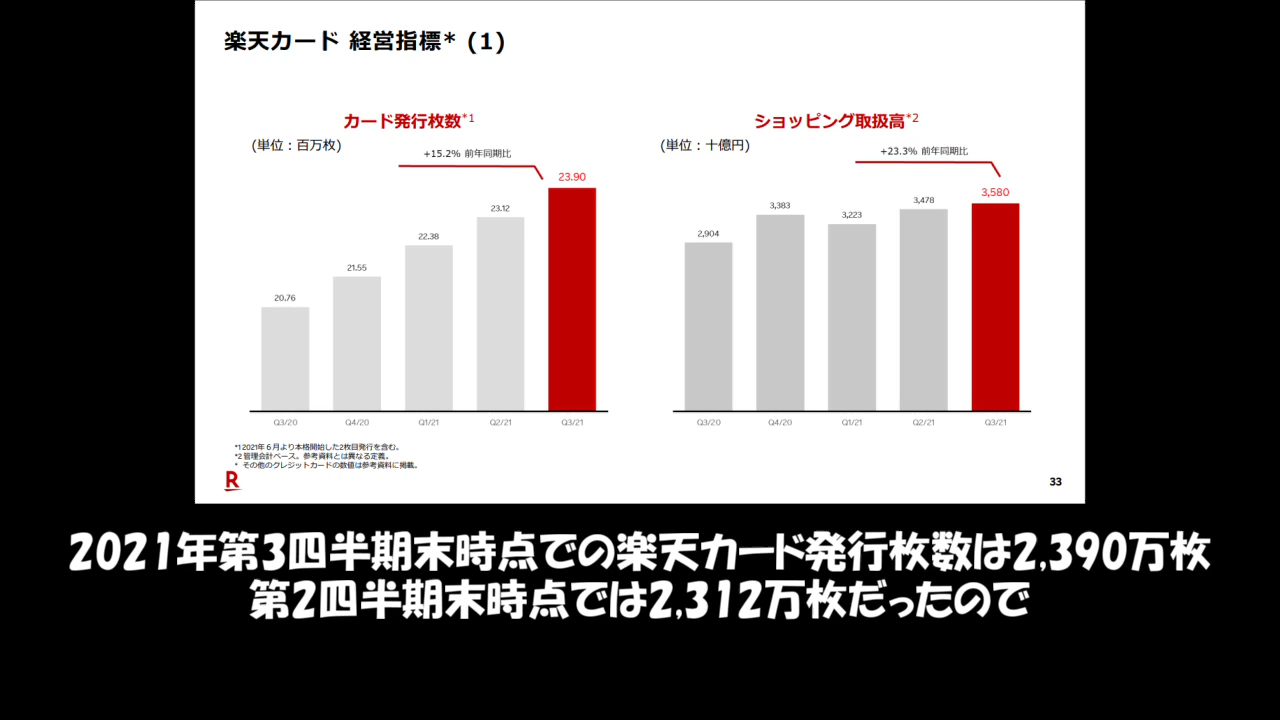 楽天カード 経営指標* (1)
カード発行枚数*1
(単位：百万枚)
+15.2% 前年同期比
23.90
23.12
22.38
21.55
20.76
Q3/20
Q4/20
Q1/21
Q2/21
Q3/21
ショッピング取扱高*2
(単位：十億円)
+23.3% 前年同期比
3,580
3,478
3,383
3,223
2,904
Q3/20
Q4/20
Q1/21
Q2/21
Q3/21
*1 2021年６月より本格開始した2枚目発行を含む。
*2 管理会計ベース。参考資料とは異なる定義。
* その他のクレジットカードの数値は参考資料に掲載。
R
33
2021年第3四半期末時点での楽天カード発行枚数は2,390万枚
第2四半期末時点では2,312万枚だったので